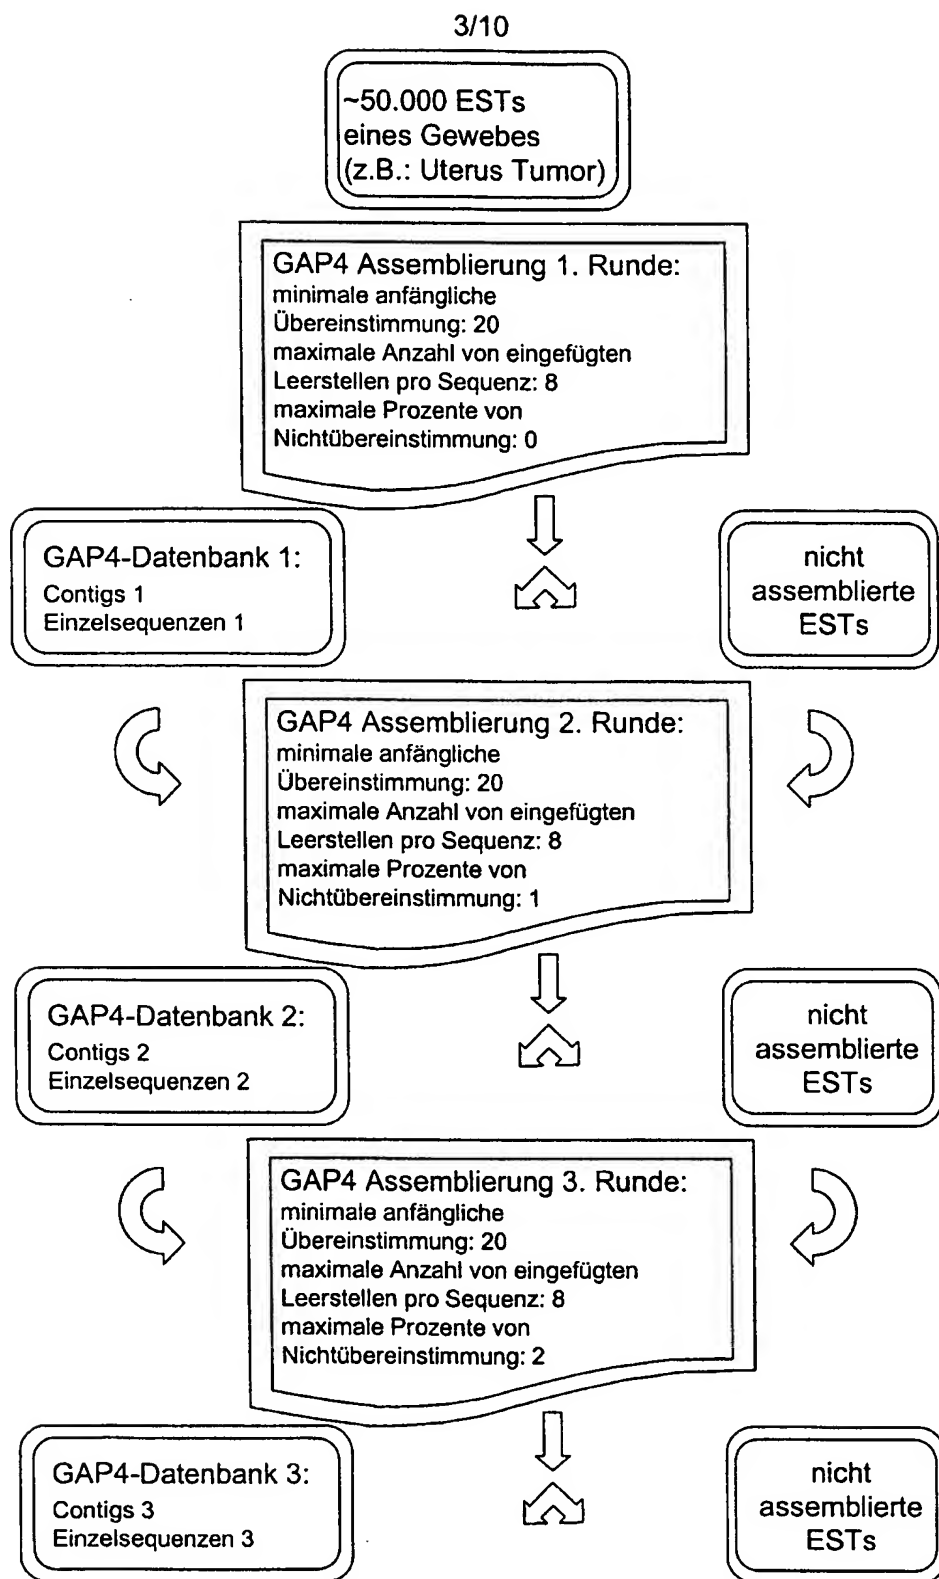 3/10
~50.000 ESTs
eines Gewebes
(z.B.: Uterus Tumor)
GAP4 Assemblierung 1. Runde:
minimale anfängliche
Übereinstimmung: 20
maximale Anzahl von eingefügten
Leerstellen pro Sequenz: 8
maximale Prozente von
Nichtübereinstimmung: 0
GAP4-Datenbank 1:
Contigs 1
Einzelsequenzen 1
nicht
assemblierte
ESTs
GAP4 Assemblierung 2. Runde:
minimale anfängliche
Übereinstimmung: 20
maximale Anzahl von eingefügten
Leerstellen pro Sequenz: 8
maximale Prozente von
Nichtübereinstimmung: 1
GAP4-Datenbank 2:
Contigs 2
Einzelsequenzen 2
nicht
assemblierte
ESTs
GAP4 Assemblierung 3. Runde:
minimale anfängliche
Übereinstimmung: 20
maximale Anzahl von eingefügten
Leerstellen pro Sequenz: 8
maximale Prozente von
Nichtübereinstimmung: 2
GAP4-Datenbank 3:
Contigs 3
Einzelsequenzen 3
nicht
assemblierte
ESTs